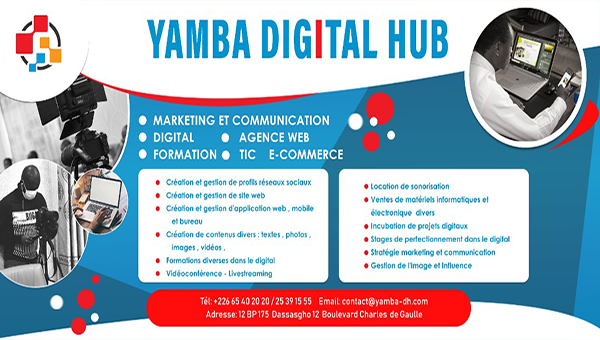 YAMBA DIGITAL HUB
MARKETING ET COMMUNICATION
DIGITAL AGENCE WEB
FORMATION TIC E-COMMERCE
Création et gestion de profils réseaux sociaux
Création et gestion de site web
Création et gestion d'application web , mobile
et bureau
Création de contenus divers : textes , photos ,
images , vidéos .
Formations diverses dans le digital
Vidéoconférence - Livestreaming
Location de sonorisation
Ventes de matériels informatiques et
électronique divers
Incubation de projets digitaux
Stages de perfectionnement dans le digital
Stratégie marketing et communication
Gestion de l'Image et Influence
Tél: +226 65 40 20 20 / 25 39 15 55 Email: contact@yamba-dh.com
Adresse: 12 BP 175 Dassasgho 12 Boulevard Charles de Gaulle